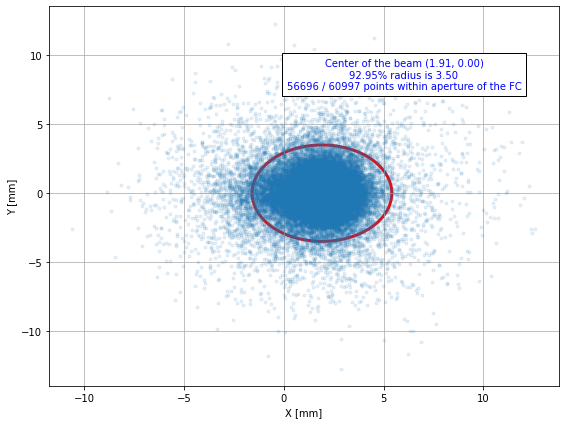 Center of the beam (1.91, 0.00)
92.95% radius is 3.50
56696 / 60997 points within aperture of the FC
10
5
0
−5
−10
Y [mm]
−10 −5 0 5 10
X [mm]